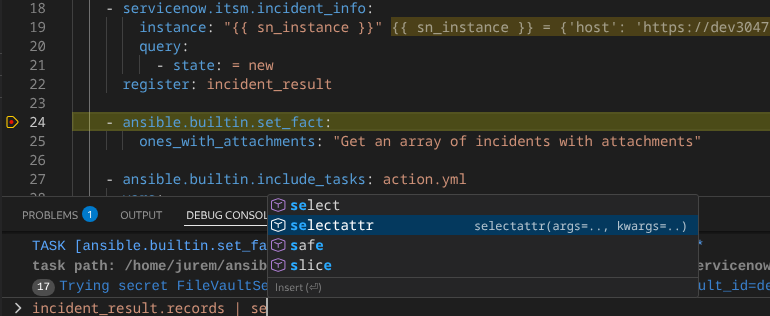 18 - servicenow.itsm.incident_info:
19 instance: "{{ sn_instance }}" {{ sn_instance }} = {'host': 'https://dev3047
20 query:
21 - state: = new
22 register: incident_result
23
24 - ansible.builtin.set_fact:
25 ones_with_attachments: "Get an array of incidents with attachments"
26
27 - ansible.builtin.include_tasks: action.yml
PROBLEMS 1 OUTPUT DEBUG CONSOL
select
selectattr selectattr(args=.., kwargs=..)
safe
slice
Insert (⏎)
TASK [ansible.builtin.set_fa *
task path: /home/jurem/ansib ervicenow
17 Trying secret FileVaultSe ult_id=de
> incident_result.records | se